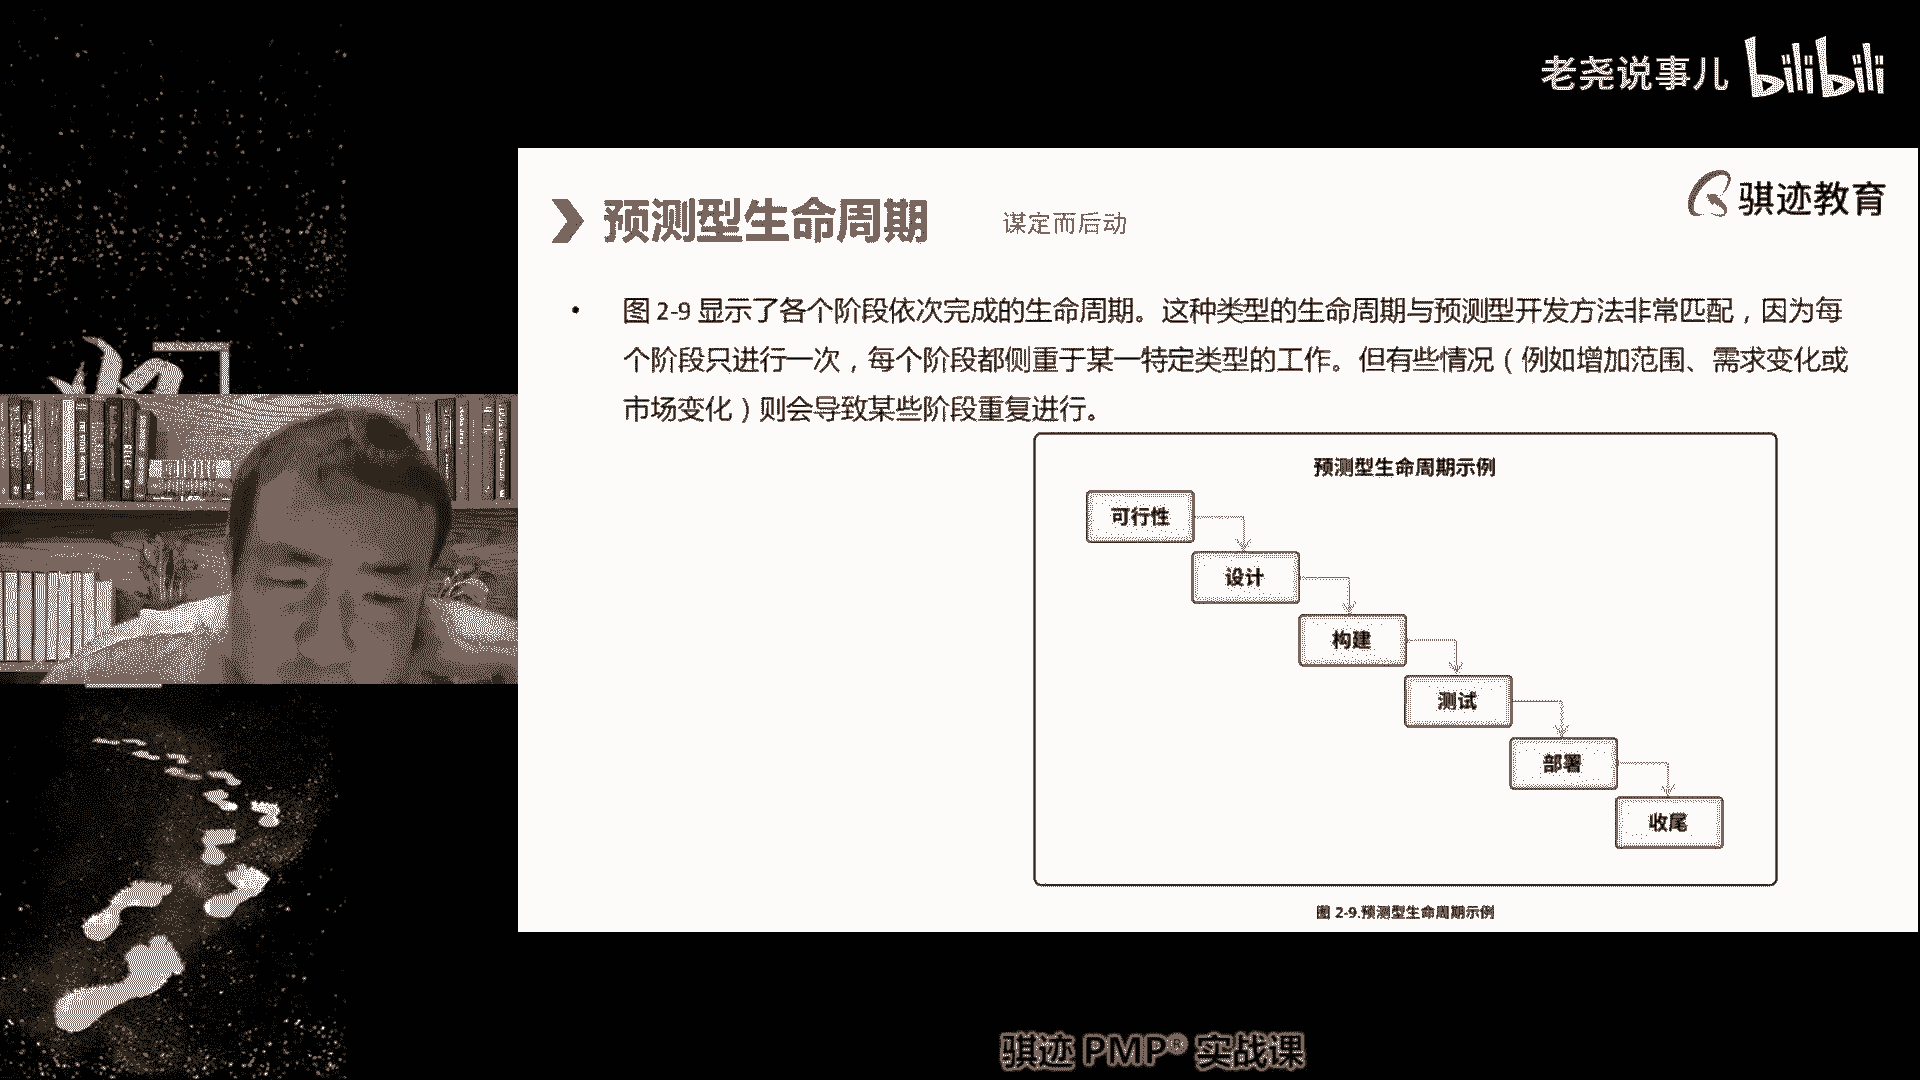 老尧说事儿 bilibili
骐迹教育
预测型生命周期 谋定而后动
• 图 2-9 显示了各个阶段依次完成的生命周期。这种类型的生命周期与预测型开发方法非常匹配，因为每
个阶段只进行一次，每个阶段都侧重于某一特定类型的工作。但有些情况（例如增加范围、需求变化或
市场变化）则会导致某些阶段重复进行。
预测型生命周期示例
可行性
设计
构建
测试
部署
收尾
图 2-9.预测型生命周期示例
骐迹 PMP® 实战课